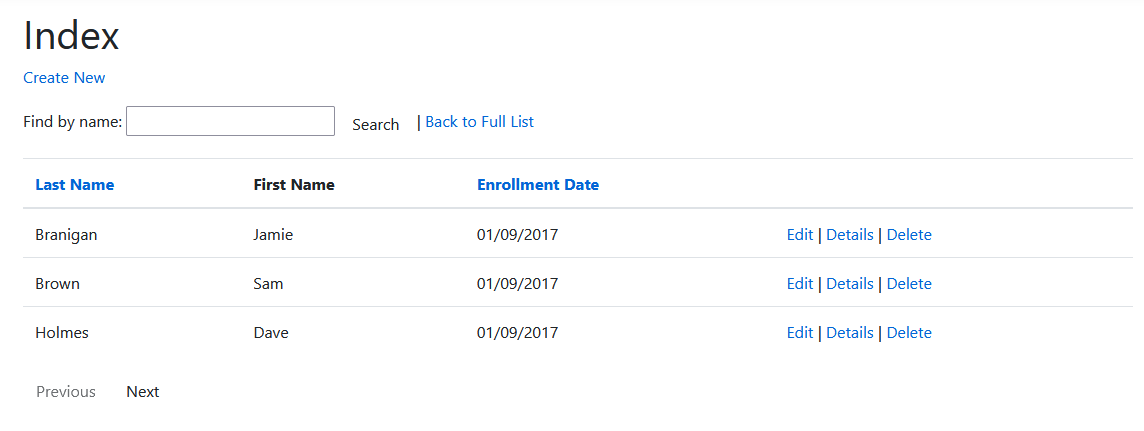 Index
Create New
Find by name: Search | Back to Full List
Last Name First Name Enrollment Date
Branigan Jamie 01/09/2017 Edit | Details | Delete
Brown Sam 01/09/2017 Edit | Details | Delete
Holmes Dave 01/09/2017 Edit | Details | Delete
Previous Next